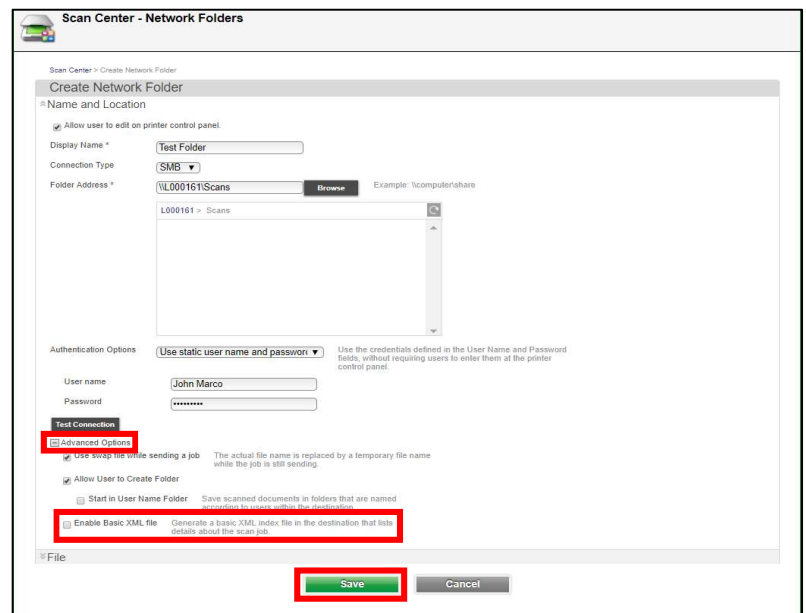 Scan Center - Network Folders
Scan Center > Create Network Folder
Create Network Folder
Name and Location
Allow user to edit on printer control panel.
Display Name * Test Folder
Connection Type SMB
Folder Address * \\L000161\Scans Browse Example: \\computer\share
L000161 > Scans
Authentication Options Use static user name and password Use the credentials defined in the User Name and Password
fields, without requiring users to enter them at the printer
control panel.
User name John Marco
Password •••••••••
Test Connection
Advanced Options
Use swap file while sending a job The actual file name is replaced by a temporary file name
while the job is still sending.
Allow User to Create Folder
Start in User Name Folder Save scanned documents in folders that are named
according to users within the destination.
Enable Basic XML file Generate a basic XML index file in the destination that lists
details about the scan job.
File
Save Cancel